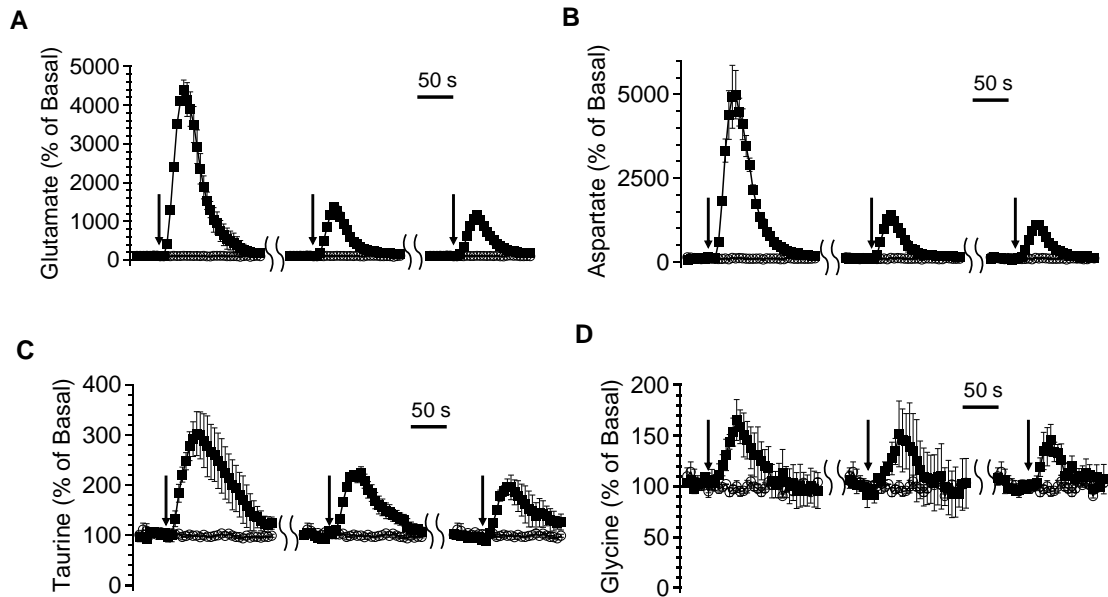 A
Glutamate (% of Basal)
5000
4000
3000
2000
1000
0
50 s
B
Aspartate (% of Basal)
5000
2500
0
50 s
C
Taurine (% of Basal)
400
300
200
100
0
50 s
D
Glycine (% of Basal)
200
150
100
50
0
50 s